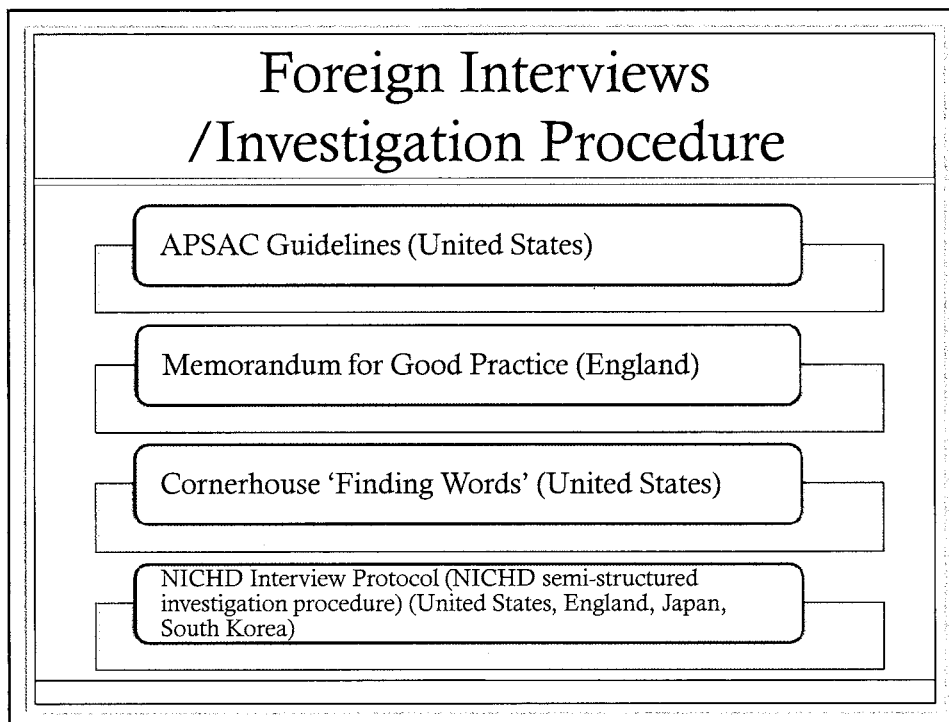 Foreign Interviews
/Investigation Procedure
APSAC Guidelines (United States)
Memorandum for Good Practice (England)
Cornerhouse ‘Finding Words’ (United States)
NICHD Interview Protocol (NICHD semi-structured
investigation procedure) (United States, England, Japan,
South Korea)